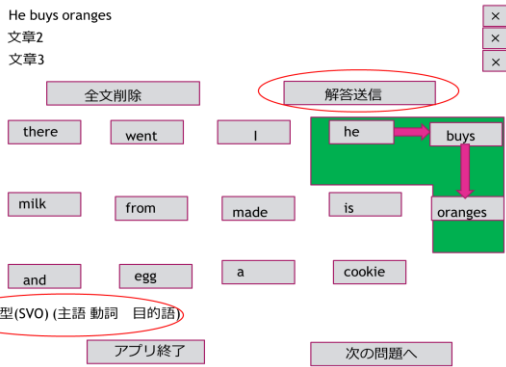 He buys oranges ×
文章2 ×
文章3 ×
全文削除 解答送信
there went I he buys
milk from made is oranges
and egg a cookie
型(SVO) (主語 動詞　目的語)
アプリ終了 次の問題へ